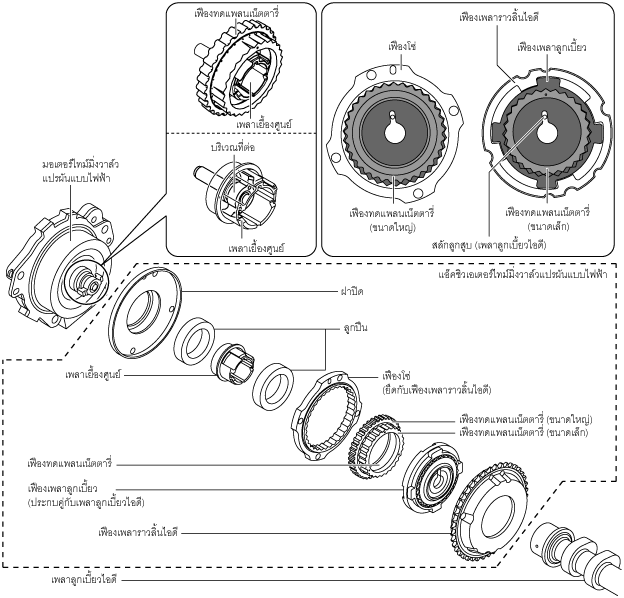 เฟืองทดแพลนเน็ตตารี่
เพลาเยื้องศูนย์
บริเวณที่ต่อ
เพลาเยื้องศูนย์
เฟืองเพลาราวลิ้นไอดี
เฟืองโซ่
เฟืองเพลาลูกเบี้ยว
เฟืองทดแพลนเน็ตตารี่
(ขนาดใหญ่)
เฟืองทดแพลนเน็ตตารี่
(ขนาดเล็ก)
สลักลูกสูบ (เพลาลูกเบี้ยวไอดี)
มอเตอร์ไทม์มิ่งวาล์ว
แปรผันแบบไฟฟ้า
แอ็คชิวเอเตอร์ไทม์มิ่งวาล์วแปรผันแบบไฟฟ้า
ฝาปิด
ลูกปืน
เพลาเยื้องศูนย์
เฟืองโซ่
(ยึดกับเฟืองเพลาราวลิ้นไอดี)
เฟืองทดแพลนเน็ตตารี่ (ขนาดใหญ่)
เฟืองทดแพลนเน็ตตารี่ (ขนาดเล็ก)
เฟืองทดแพลนเน็ตตารี่
เฟืองเพลาลูกเบี้ยว
(ประกบคู่กับเพลาลูกเบี้ยวไอดี)
เฟืองเพลาราวลิ้นไอดี
เพลาลูกเบี้ยวไอดี